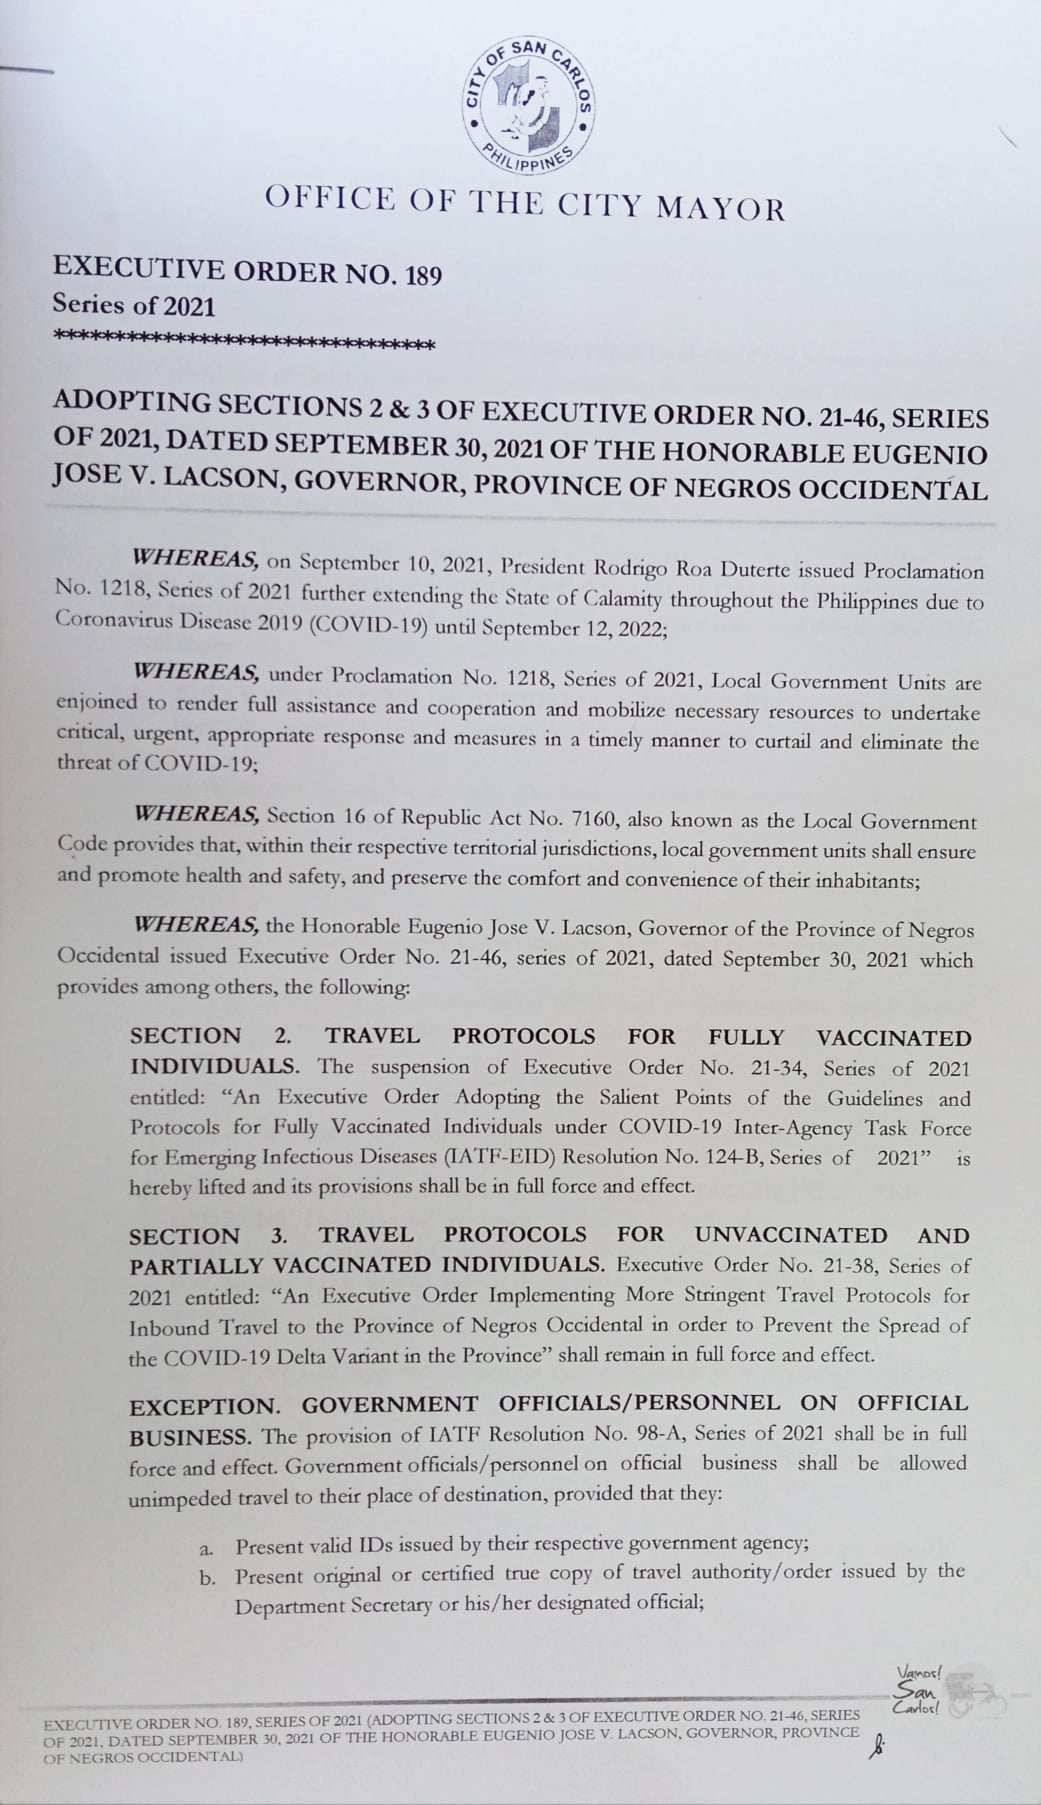 CITY OF SAN CARLOS
PHILIPPINES
OFFICE OF THE CITY MAYOR
EXECUTIVE ORDER NO. 189
Series of 2021
********************************
ADOPTING SECTIONS 2 & 3 OF EXECUTIVE ORDER NO. 21-46, SERIES
OF 2021, DATED SEPTEMBER 30, 2021 OF THE HONORABLE EUGENIO
JOSE V. LACSON, GOVERNOR, PROVINCE OF NEGROS OCCIDENTAL
WHEREAS, on September 10, 2021, President Rodrigo Roa Duterte issued Proclamation
No. 1218, Series of 2021 further extending the State of Calamity throughout the Philippines due to
Coronavirus Disease 2019 (COVID-19) until September 12, 2022;
WHEREAS, under Proclamation No. 1218, Series of 2021, Local Government Units are
enjoined to render full assistance and cooperation and mobilize necessary resources to undertake
critical, urgent, appropriate response and measures in a timely manner to curtail and eliminate the
threat of COVID-19;
WHEREAS, Section 16 of Republic Act No. 7160, also known as the Local Government
Code provides that, within their respective territorial jurisdictions, local government units shall ensure
and promote health and safety, and preserve the comfort and convenience of their inhabitants;
WHEREAS, the Honorable Eugenio Jose V. Lacson, Governor of the Province of Negros
Occidental issued Executive Order No. 21-46, series of 2021, dated September 30, 2021 which
provides among others, the following:
SECTION 2. TRAVEL PROTOCOLS FOR FULLY VACCINATED
INDIVIDUALS. The suspension of Executive Order No. 21-34, Series of 2021
entitled: “An Executive Order Adopting the Salient Points of the Guidelines and
Protocols for Fully Vaccinated Individuals under COVID-19 Inter-Agency Task Force
for Emerging Infectious Diseases (IATF-EID) Resolution No. 124-B, Series of 2021” is
hereby lifted and its provisions shall be in full force and effect.
SECTION 3. TRAVEL PROTOCOLS FOR UNVACCINATED AND
PARTIALLY VACCINATED INDIVIDUALS. Executive Order No. 21-38, Series of
2021 entitled: “An Executive Order Implementing More Stringent Travel Protocols for
Inbound Travel to the Province of Negros Occidental in order to Prevent the Spread of
the COVID-19 Delta Variant in the Province” shall remain in full force and effect.
EXCEPTION. GOVERNMENT OFFICIALS/PERSONNEL ON OFFICIAL
BUSINESS. The provision of IATF Resolution No. 98-A, Series of 2021 shall be in full
force and effect. Government officials/personnel on official business shall be allowed
unimpeded travel to their place of destination, provided that they:
a. Present valid IDs issued by their respective government agency;
b. Present original or certified true copy of travel authority/order issued by the
Department Secretary or his/her designated official;
Vamos!
San
Carlos!
EXECUTIVE ORDER NO. 189, SERIES OF 2021 (ADOPTING SECTIONS 2 & 3 OF EXECUTIVE ORDER NO. 21-46, SERIES
OF 2021, DATED SEPTEMBER 30, 2021 OF THE HONORABLE EUGENIO JOSE V. LACSON, GOVERNOR, PROVINCE
OF NEGROS OCCIDENTAL)